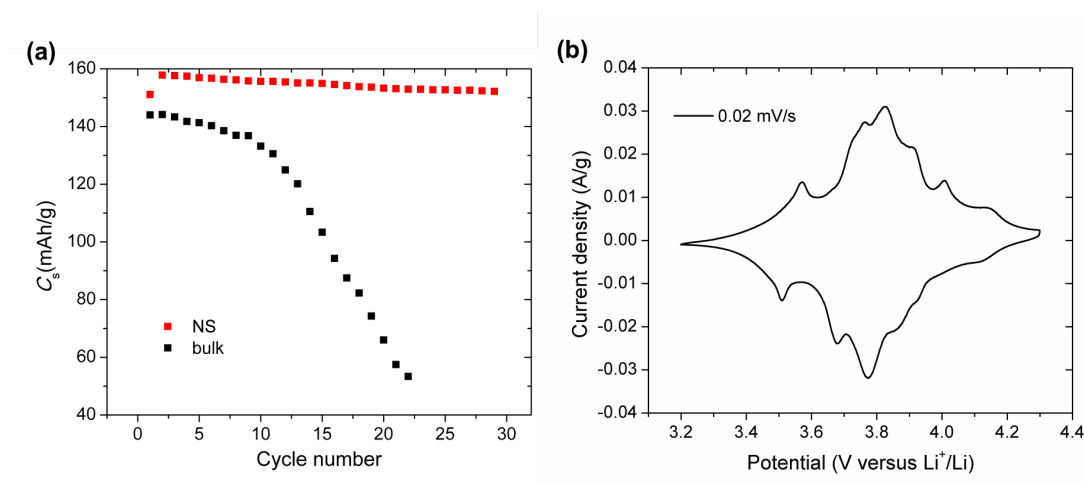 (a)
160
140
120
100
80
60
40
Cs(mAh/g)
NS
bulk
0 5 10 15 20 25 30
Cycle number
(b)
0.04
0.03
0.02
0.01
0.00
-0.01
-0.02
-0.03
-0.04
Current density (A/g)
0.02 mV/s
3.2 3.4 3.6 3.8 4.0 4.2 4.4
Potential (V versus Li⁺/Li)